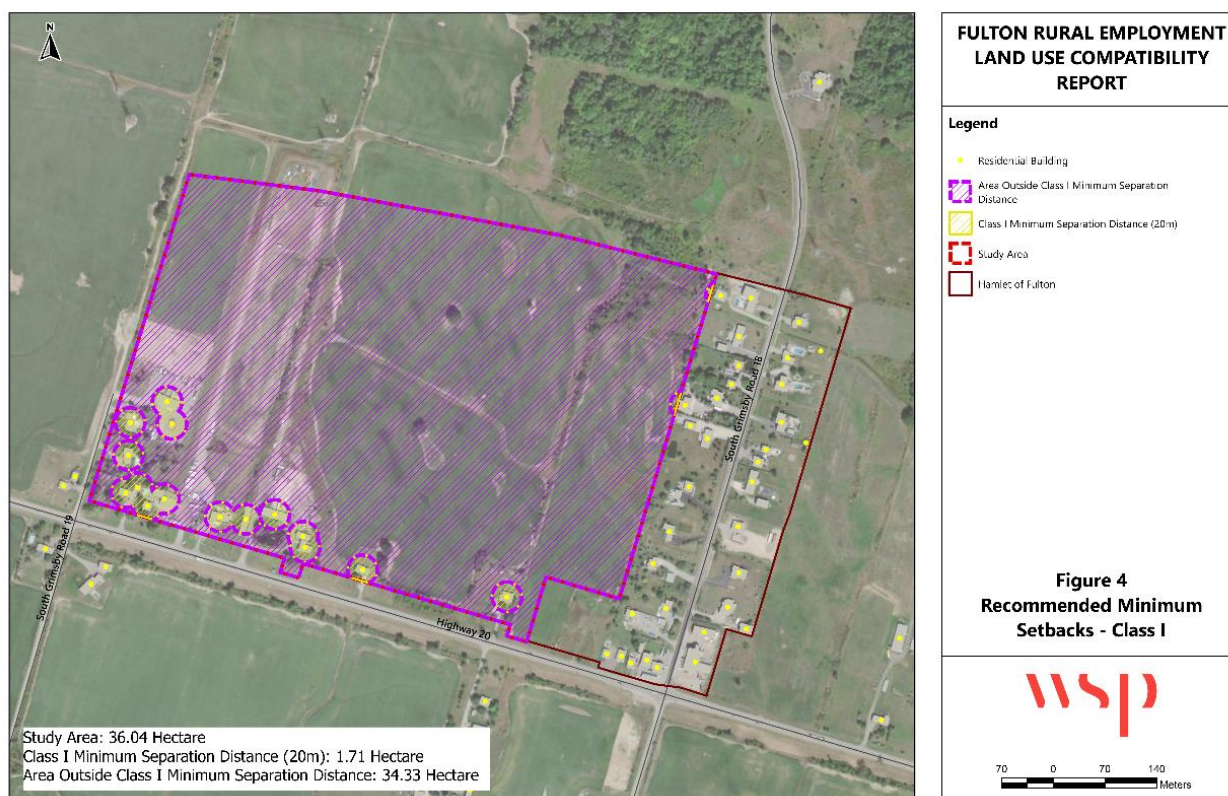 N
South Grimsby Road 18
South Grimsby Road 19
Highway 20
Study Area: 36.04 Hectare
Class I Minimum Separation Distance (20m): 1.71 Hectare
Area Outside Class I Minimum Separation Distance: 34.33 Hectare
FULTON RURAL EMPLOYMENT
LAND USE COMPATIBILITY
REPORT
Legend
Residential Building
Area Outside Class I Minimum Separation
Distance
Class I Minimum Separation Distance (20m)
Study Area
Hamlet of Fulton
Figure 4
Recommended Minimum
Setbacks - Class I
wsp
70 0 70 140
Meters